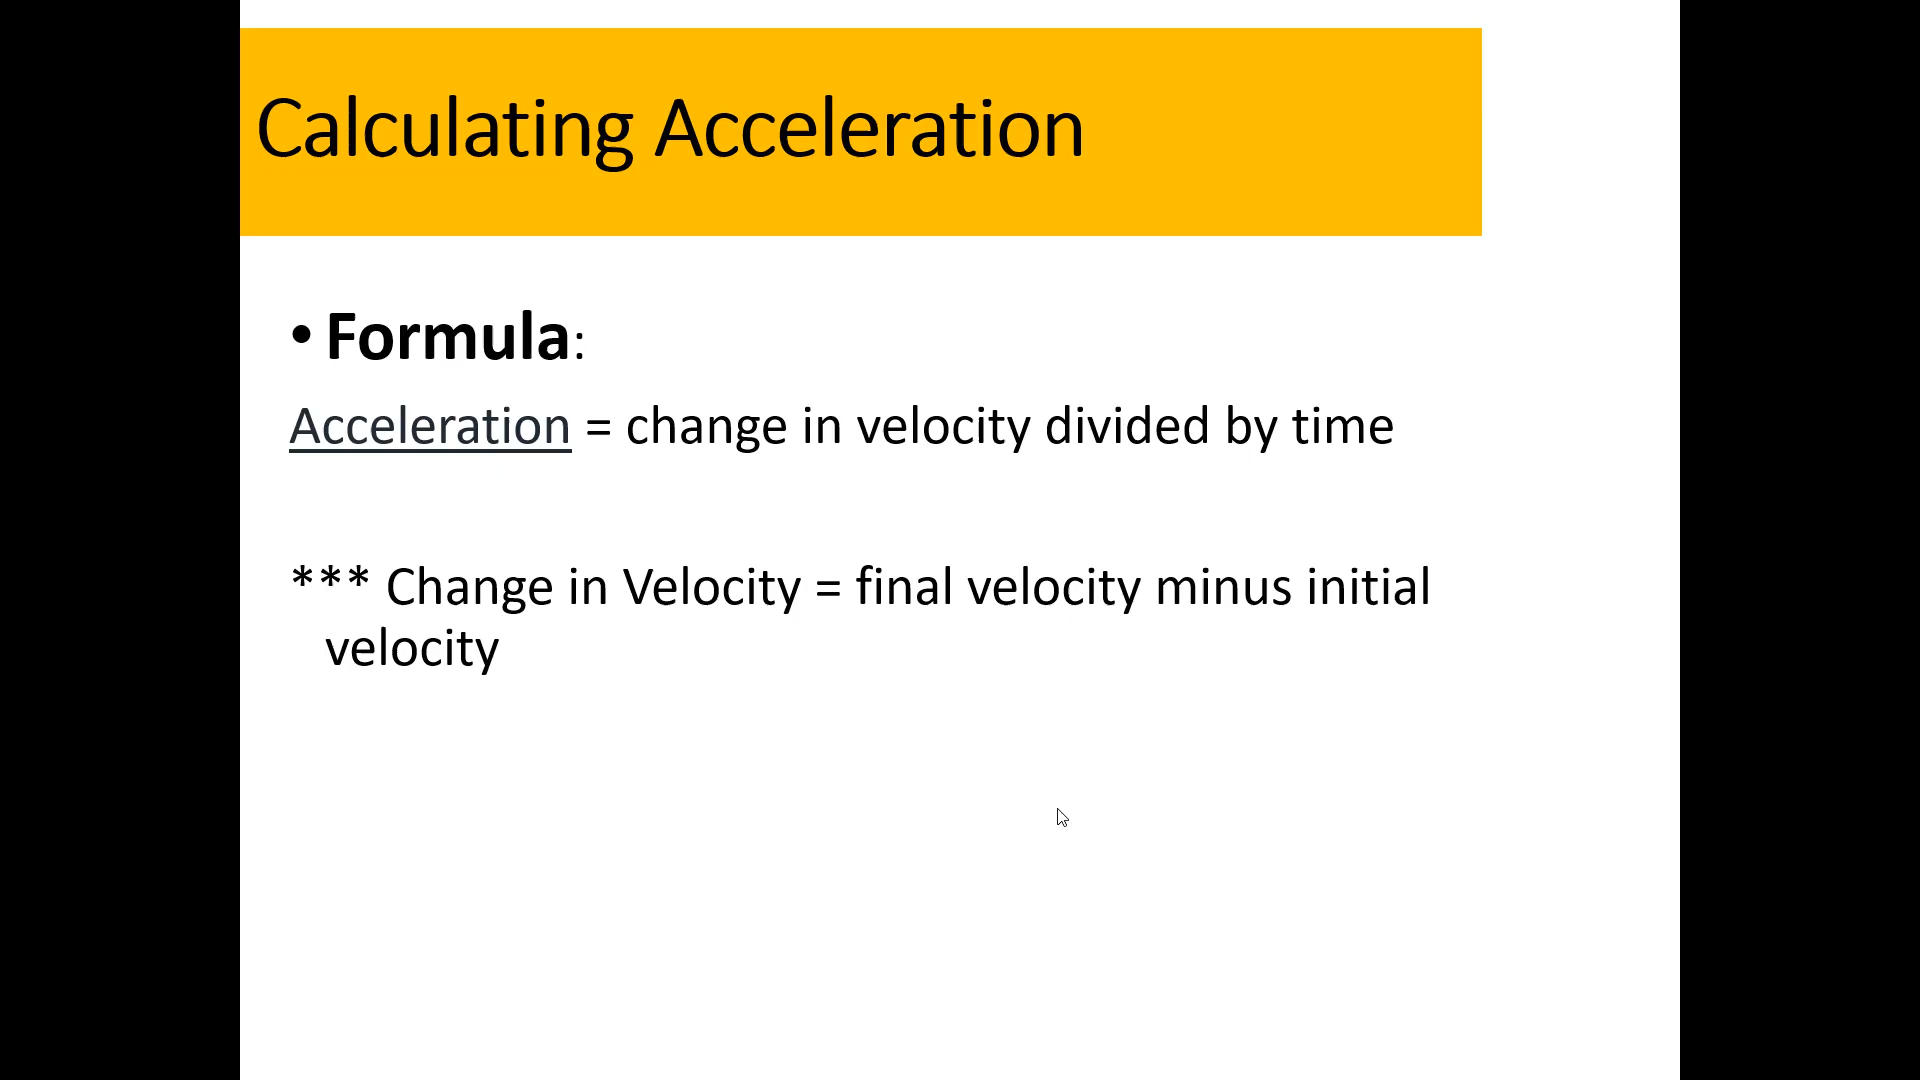 Calculating Acceleration
• Formula:
Acceleration = change in velocity divided by time
*** Change in Velocity = final velocity minus initial
velocity